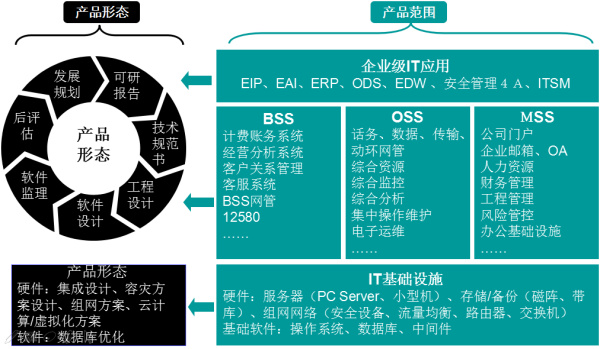 产品形态
产品范围
发展
规划
可研
报告
技术
规范
书
工程
设计
软件
设计
软件
监理
后评
估
产品
形态
企业级IT应用
EIP、EAI、ERP、ODS、EDW、安全管理4 A、ITSM
BSS
计费账务系统
经营分析系统
客户关系管理
客服系统
BSS网管
12580
……
OSS
话务、数据、传输、
动环网管
综合资源
综合监控
综合分析
集中操作维护
电子运维
……
MSS
公司门户
企业邮箱、OA
人力资源
财务管理
工程管理
风险管控
办公基础设施
……
产品形态
硬件：集成设计、容灾方
案设计、组网方案、云计
算/虚拟化方案
软件：数据库优化
IT基础设施
硬件：服务器（PC Server、小型机）、存储/备份（磁阵、带
库）、组网网络（安全设备、流量均衡、路由器、交换机）
基础软件：操作系统、数据库、中间件